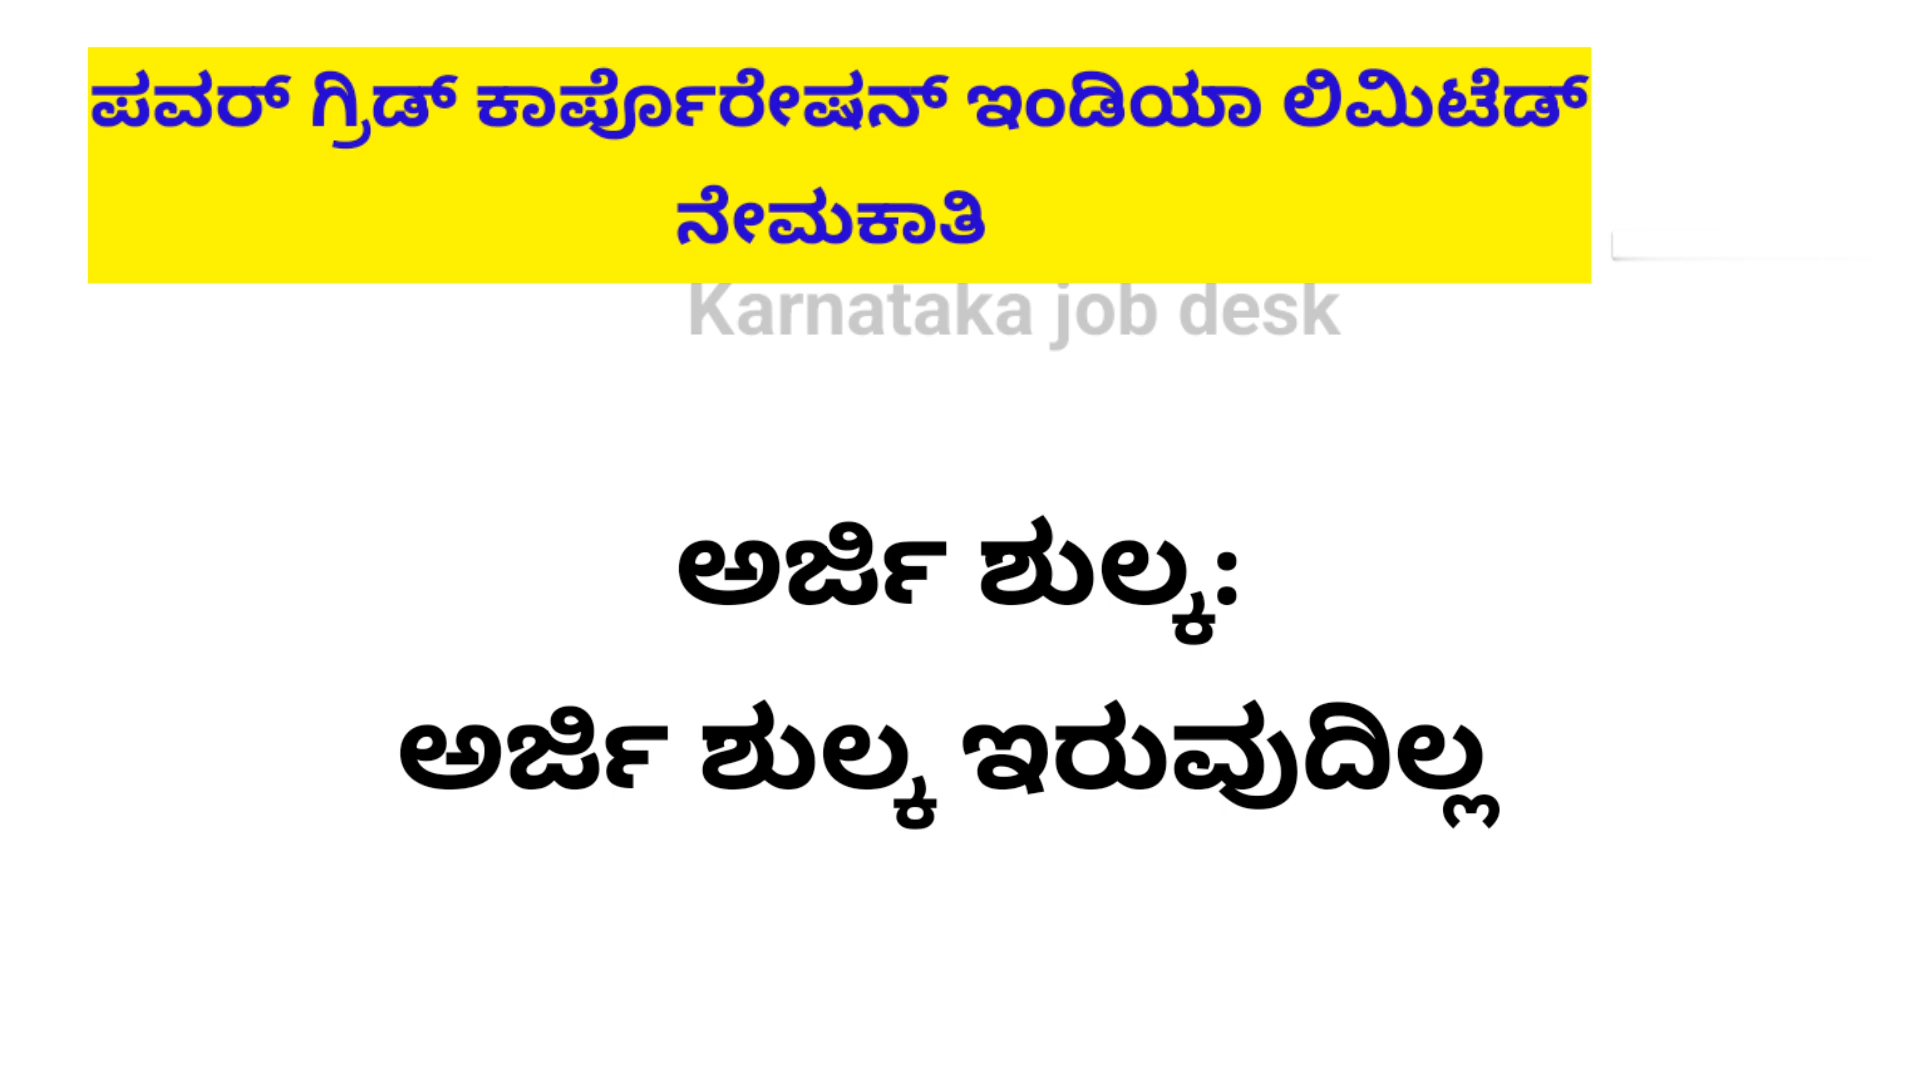 ಪವರ್ ಗ್ರಿಡ್ ಕಾರ್ಪೊರೇಷನ್ ಇಂಡಿಯಾ ಲಿಮಿಟೆಡ್
ನೇಮಕಾತಿ
Karnataka job desk
ಅರ್ಜಿ ಶುಲ್ಕ:
ಅರ್ಜಿ ಶುಲ್ಕ ಇರುವುದಿಲ್ಲ